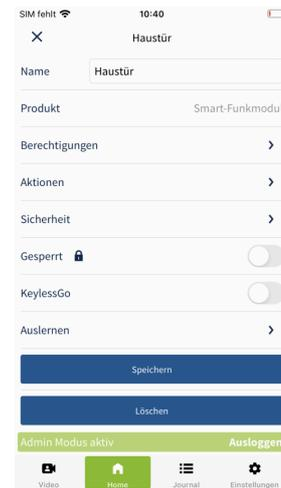 SIM fehlt 10:40
Haustür
Name Haustür
Produkt Smart-Funkmodu
Berechtigungen
Aktionen
Sicherheit
Gesperrt
KeylessGo
Auslernen
Speichern
Löschen
Admin Modus aktiv Ausloggen
Video Home Journal Einstellungen